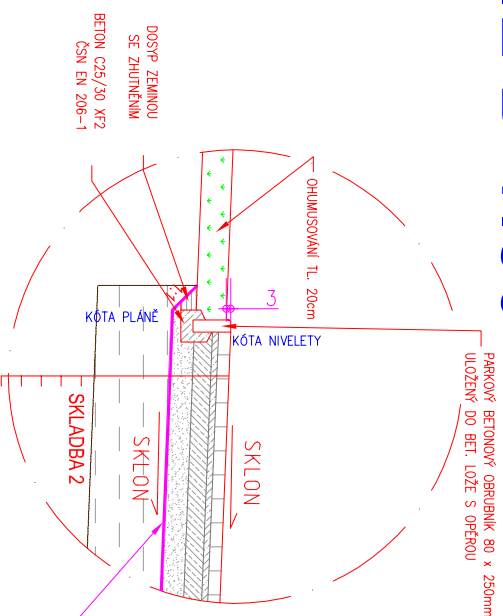 PARKOVÝ BETONOVÝ OBRUBNÍK 80 x 250mm
ULOŽENÝ DO BET. LOŽE S OPĚROU
OHUMUSOVÁNÍ TL. 20cm
DOSYP ZEMINOU
SE ZHUTNĚNÍM
BETON C25/30 XF2
ČSN EN 206-1
3
KÓTA PLÁNĚ
KÓTA NIVELETY
SKLON
SKLON
SKLADBA 2